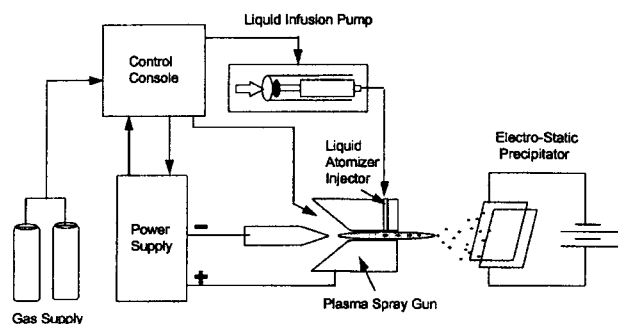 Liquid Infusion Pump
Control
Console
Liquid
Atomizer
Injector
Electro-Static
Precipitator
Power
Supply
−
+
Plasma Spray Gun
Gas Supply